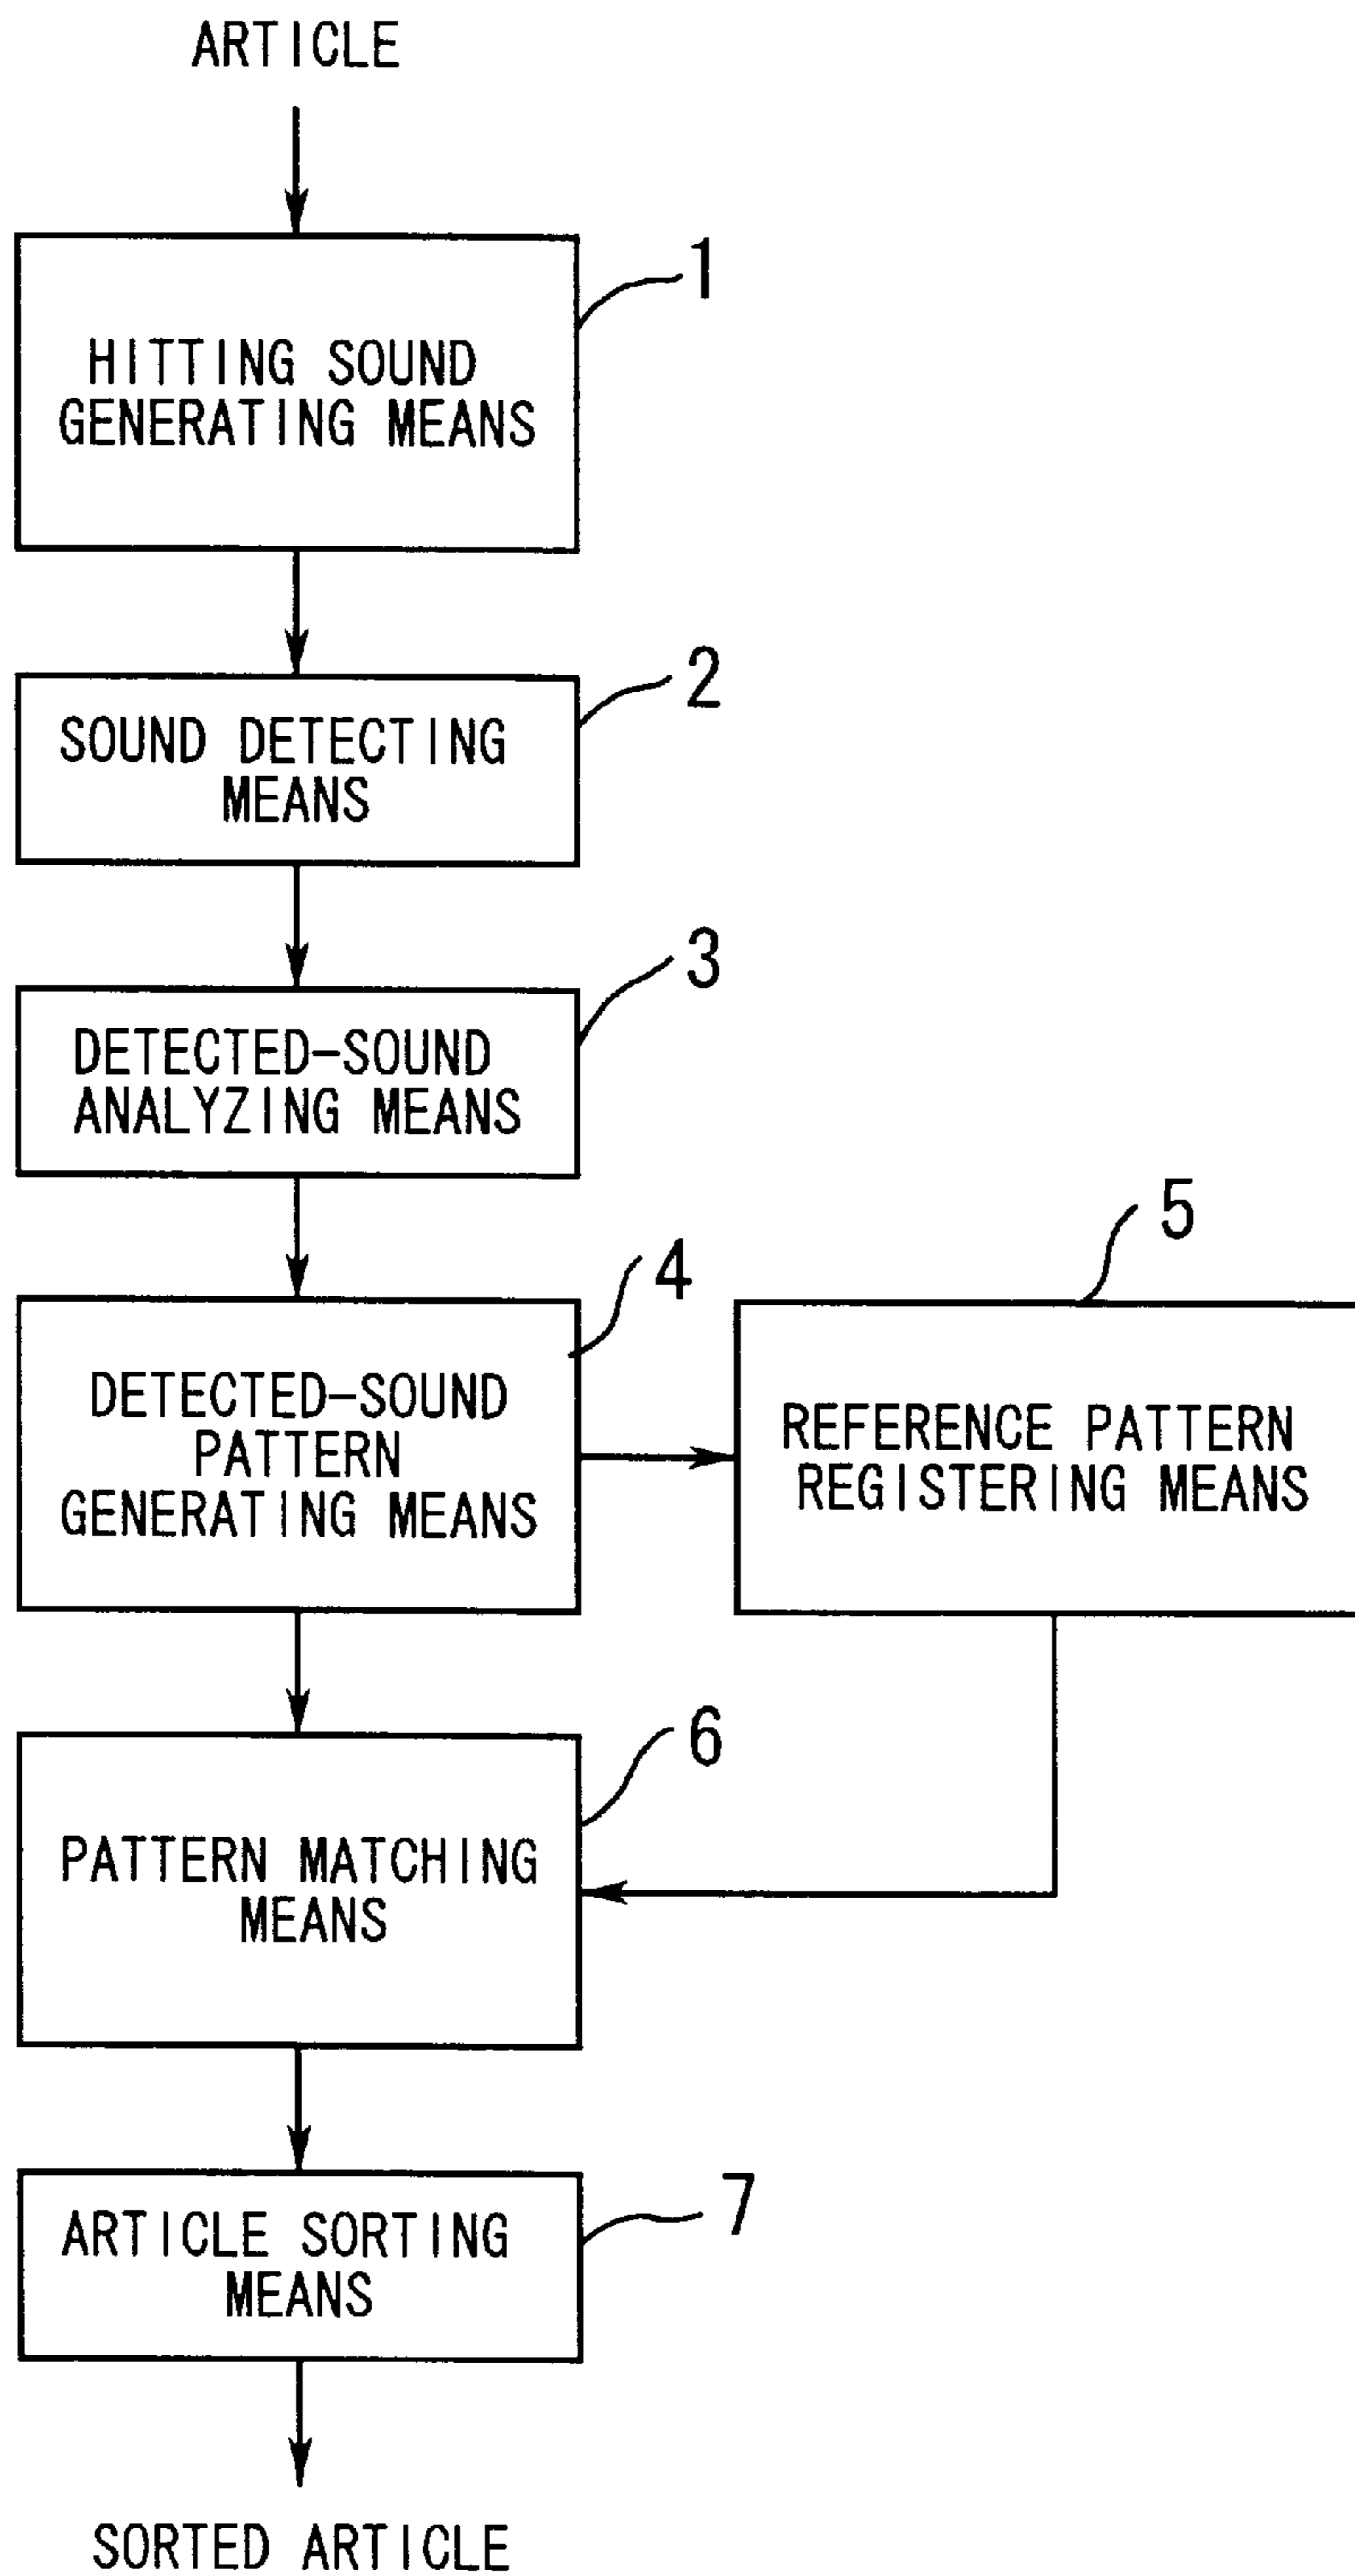 ARTICLE
1
HITTING SOUND
GENERATING MEANS
2
SOUND DETECTING
MEANS
3
DETECTED-SOUND
ANALYZING MEANS
4
DETECTED-SOUND
PATTERN
GENERATING MEANS
5
REFERENCE PATTERN
REGISTERING MEANS
6
PATTERN MATCHING
MEANS
7
ARTICLE SORTING
MEANS
SORTED ARTICLE